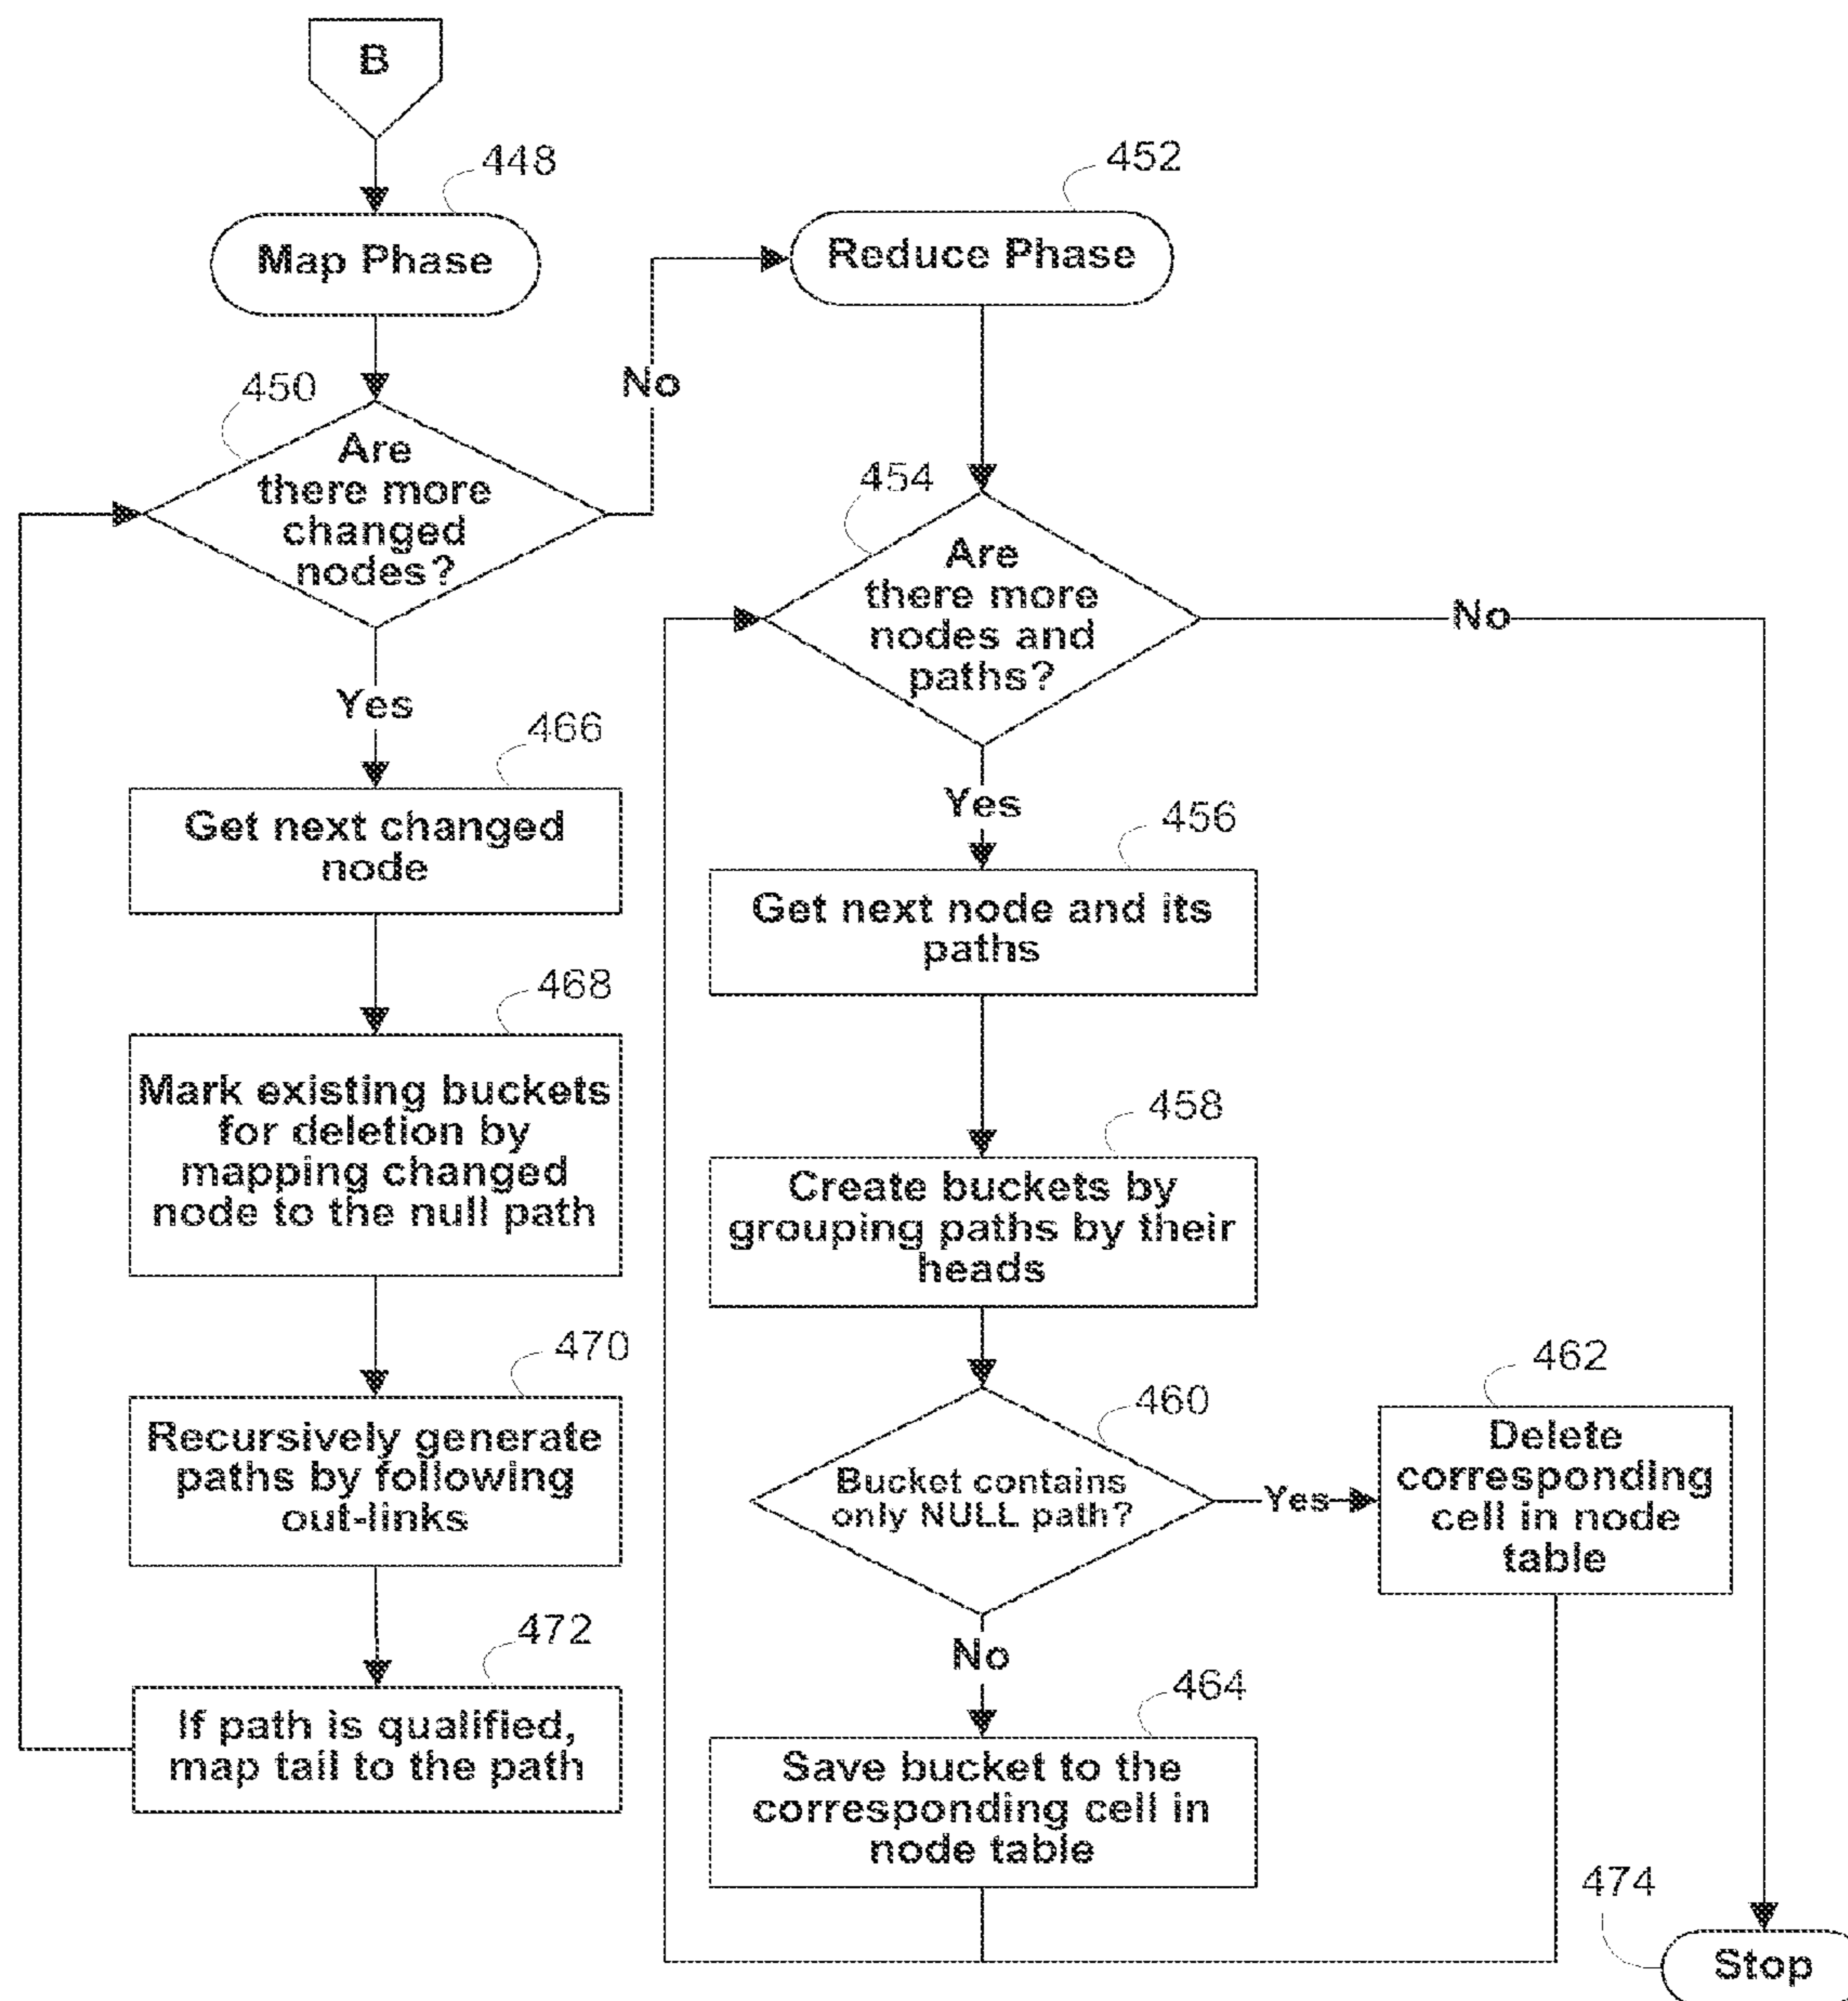 B
448
Map Phase
450
Are
there more
changed
nodes?
No
Yes
466
Get next changed
node
468
Mark existing buckets
for deletion by
mapping changed
node to the null path
470
Recursively generate
paths by following
out-links
472
If path is qualified,
map tail to the path
452
Reduce Phase
454
Are
there more
nodes and
paths?
No
Yes
456
Get next node and its
paths
458
Create buckets by
grouping paths by their
heads
460
Bucket contains
only NULL path?
Yes
462
Delete
corresponding
cell in node
table
No
464
Save bucket to the
corresponding cell in
node table
474
Stop